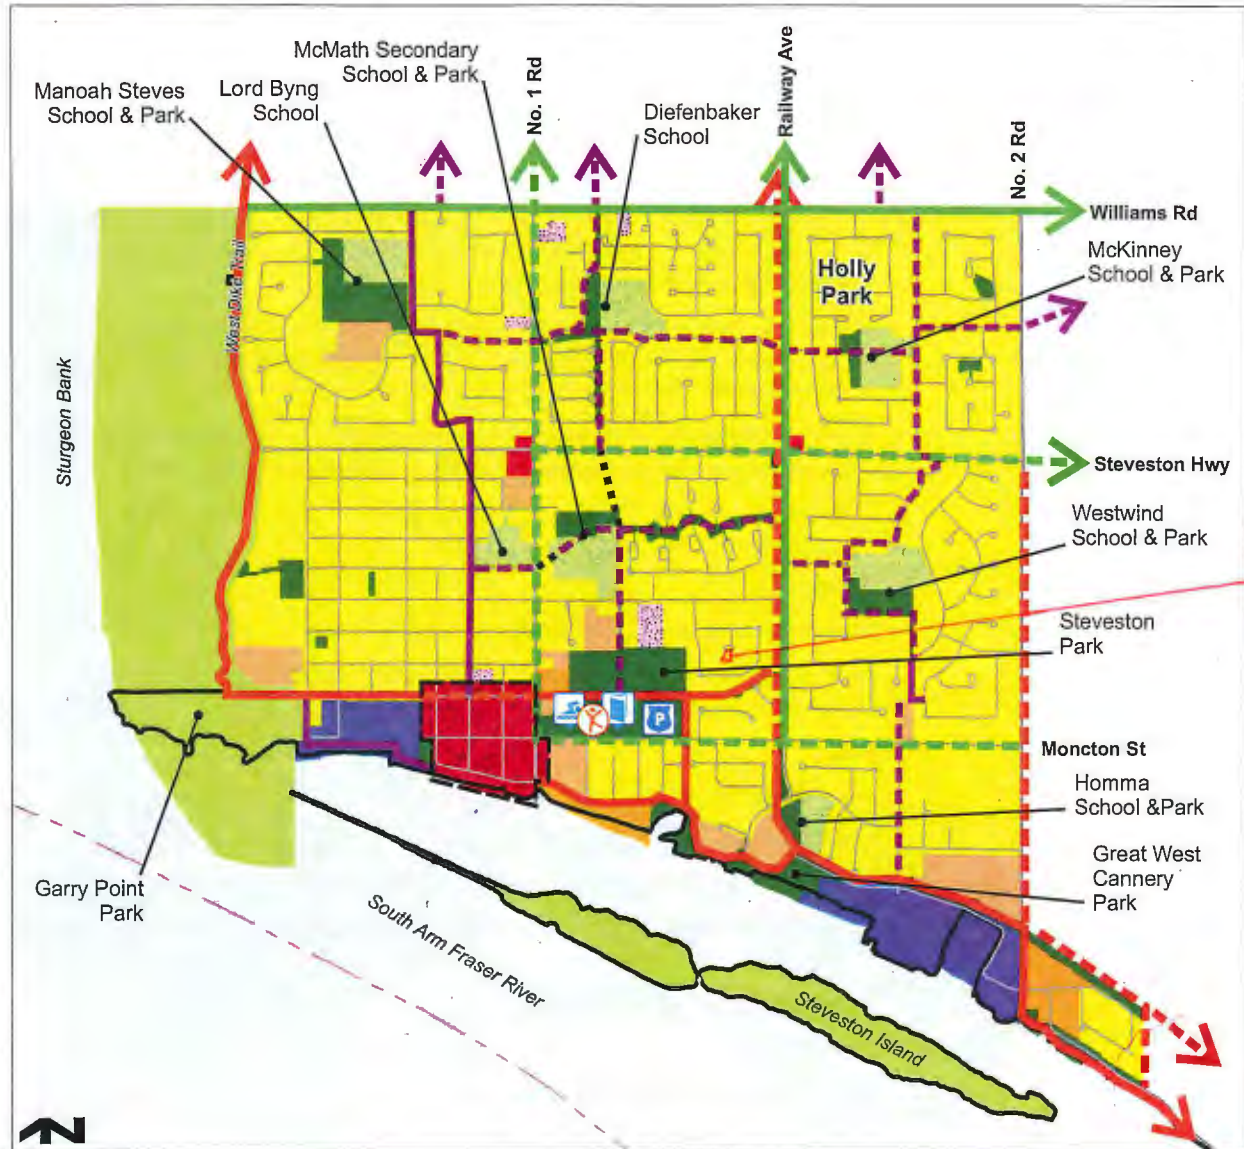 McMath Secondary
School & Park
No. 1 Rd
Railway Ave
Manoah Steves
School & Park
Lord Byng
School
Diefenbaker
School
No. 2 Rd
Williams Rd
McKinney
School & Park
Holly
Park
West Dike Trail
Sturgeon Bank
Steveston Hwy
Westwind
School & Park
Steveston
Park
P
Moncton St
Homma
School &Park
Great West
Cannery
Park
Garry Point
Park
South Arm Fraser River
Steveston Island
N